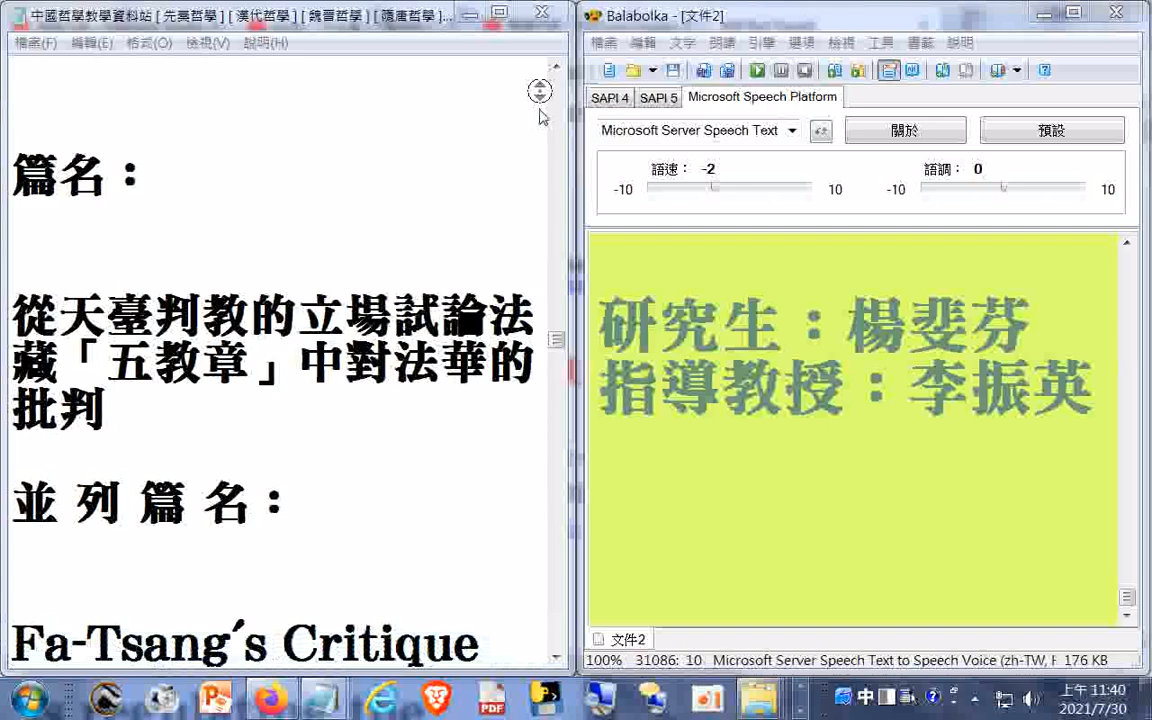 中國哲學教學資料站 [ 先秦哲學 ] [ 漢代哲學 ] [ 魏晉哲學 ] [ 隋唐哲學 ]...
檔案(F) 編輯(E) 格式(O) 檢視(V) 說明(H)
篇名：
從天臺判教的立場試論法
藏「五教章」中對法華的
批判
並 列 篇 名：
Fa-Tsang's Critique
Balabolka - [文件2]
檔案 編輯 文字 朗讀 引擎 選項 檢視 工具 書籤 說明
SAPI 4 SAPI 5 Microsoft Speech Platform
Microsoft Server Speech Text 關於 預設
語速： -2 語調： 0
-10 10 -10 10
研究生：楊斐芬
指導教授：李振英
文件2
100% 31086: 10 Microsoft Server Speech Text to Speech Voice (zh-TW, H 176 KB
PDF 中 上午 11:40
2021/7/30